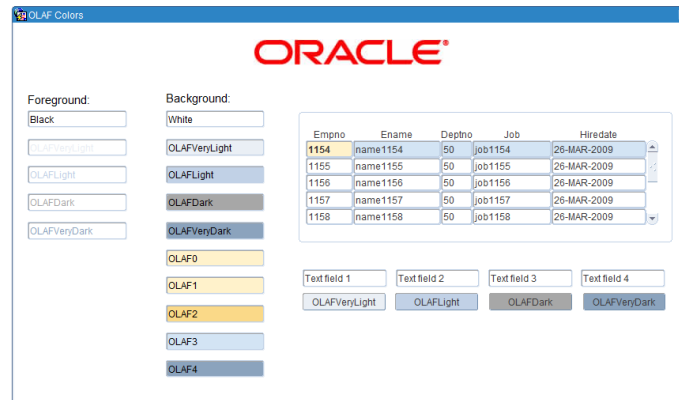 OLAF Colors
ORACLE
Foreground:
Black
OLAFVeryLight
OLAFLight
OLAFDark
OLAFVeryDark
Background:
White
OLAFVeryLight
OLAFLight
OLAFDark
OLAFVeryDark
OLAF0
OLAF1
OLAF2
OLAF3
OLAF4
Empno Ename Deptno Job Hiredate
1154 name1154 50 job1154 26-MAR-2009
1155 name1155 50 job1155 26-MAR-2009
1156 name1156 50 job1156 26-MAR-2009
1157 name1157 50 job1157 26-MAR-2009
1158 name1158 50 job1158 26-MAR-2009
Text field 1 Text field 2 Text field 3 Text field 4
OLAFVeryLight OLAFLight OLAFDark OLAFVeryDark